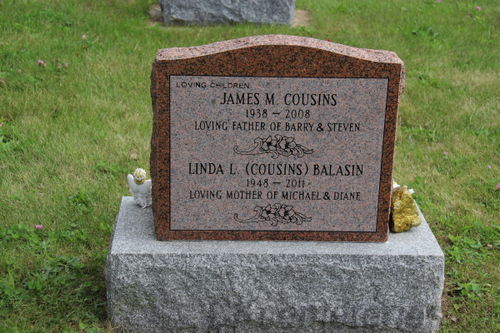 LOVING CHILDREN
JAMES M. COUSINS
1938 - 2008
LOVING FATHER OF BARRY & STEVEN
LINDA L. (COUSINS) BALASIN
1948 - 2011
LOVING MOTHER OF MICHAEL & DIANE